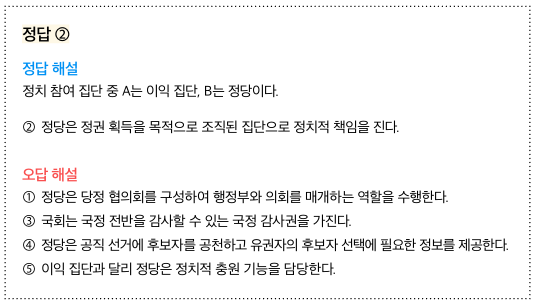 정답 ②
정답 해설
정치 참여 집단 중 A는 이익 집단, B는 정당이다.
② 정당은 정권 획득을 목적으로 조직된 집단으로 정치적 책임을 진다.
오답 해설
① 정당은 당정 협의회를 구성하여 행정부와 의회를 매개하는 역할을 수행한다.
③ 국회는 국정 전반을 감사할 수 있는 국정 감사권을 가진다.
④ 정당은 공직 선거에 후보자를 공천하고 유권자의 후보자 선택에 필요한 정보를 제공한다.
⑤ 이익 집단과 달리 정당은 정치적 충원 기능을 담당한다.